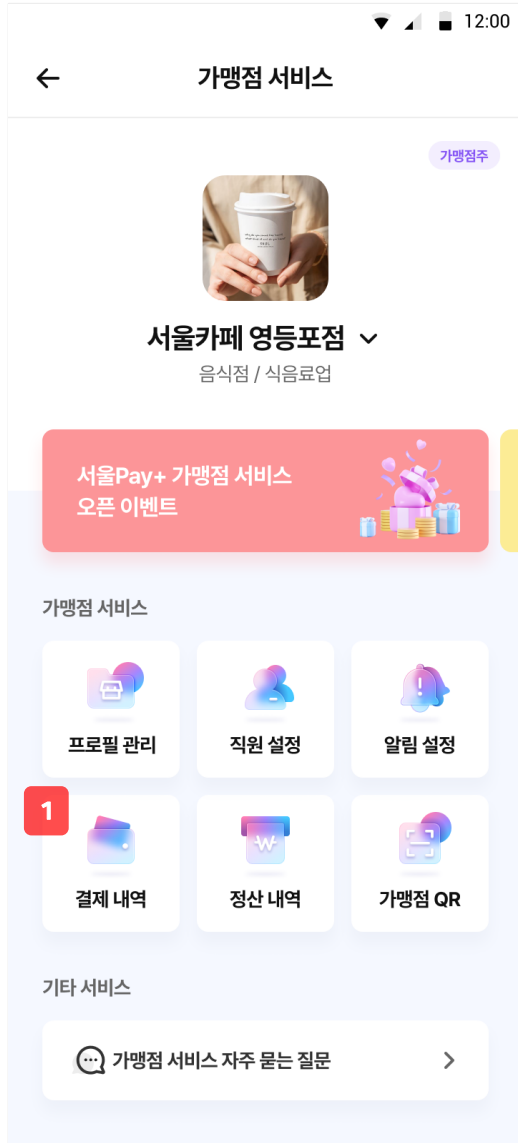 12:00
가맹점 서비스
가맹점주
서울카페 영등포점
음식점 / 식음료업
서울Pay+ 가맹점 서비스
오픈 이벤트
가맹점 서비스
프로필 관리
직원 설정
알림 설정
1
결제 내역
정산 내역
가맹점 QR
기타 서비스
가맹점 서비스 자주 묻는 질문